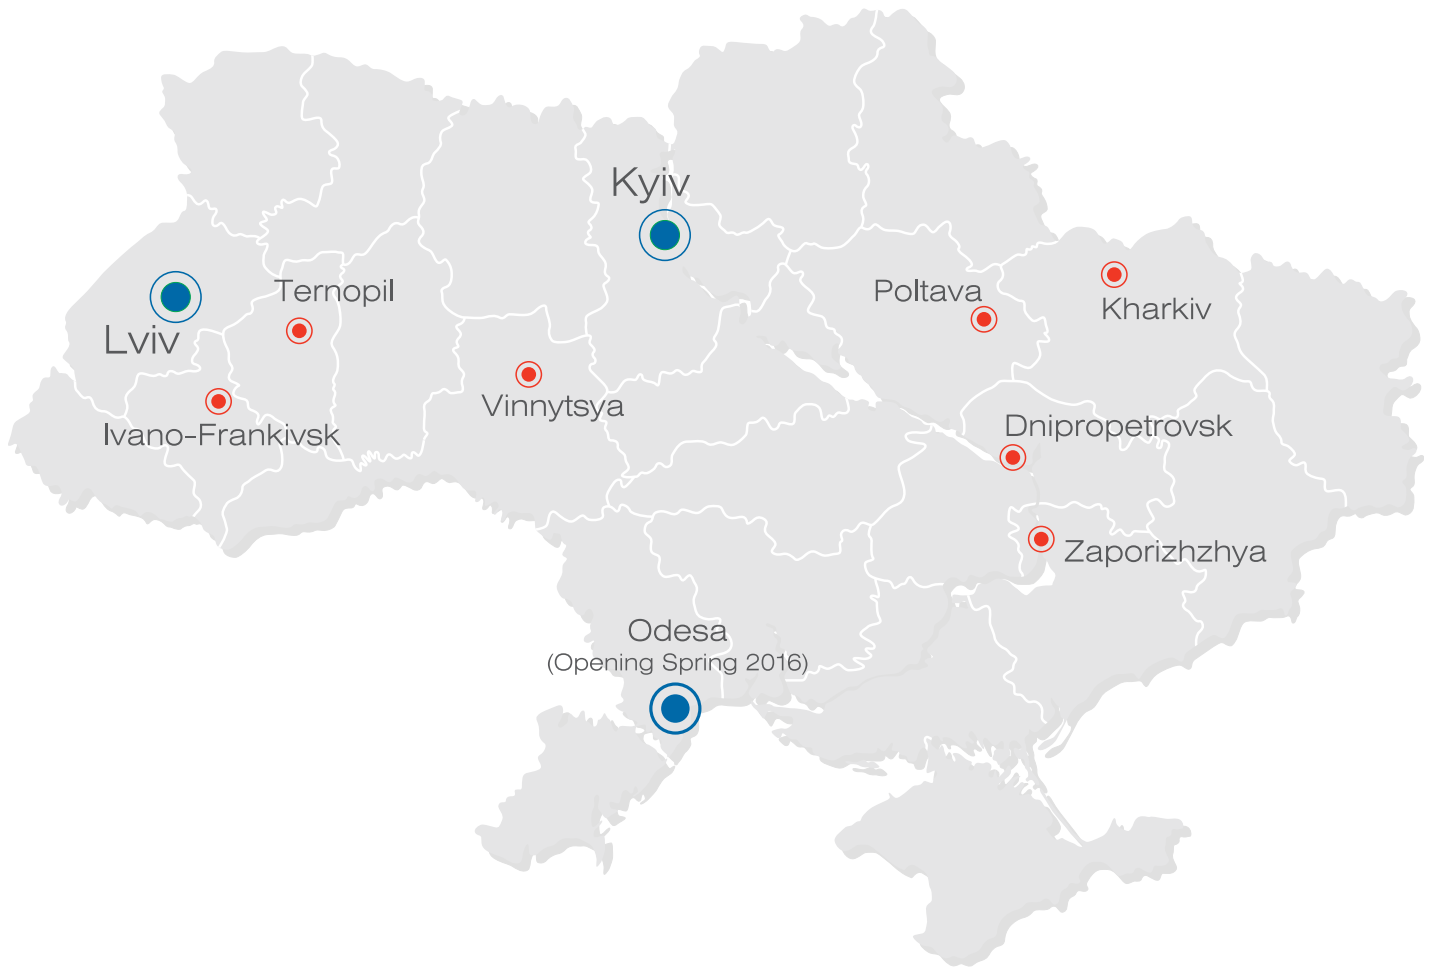 Kyiv
Ternopil
Poltava
Kharkiv
Lviv
Vinnytsya
Ivano-Frankivsk
Dnipropetrovsk
Zaporizhzhya
Odesa
(Opening Spring 2016)